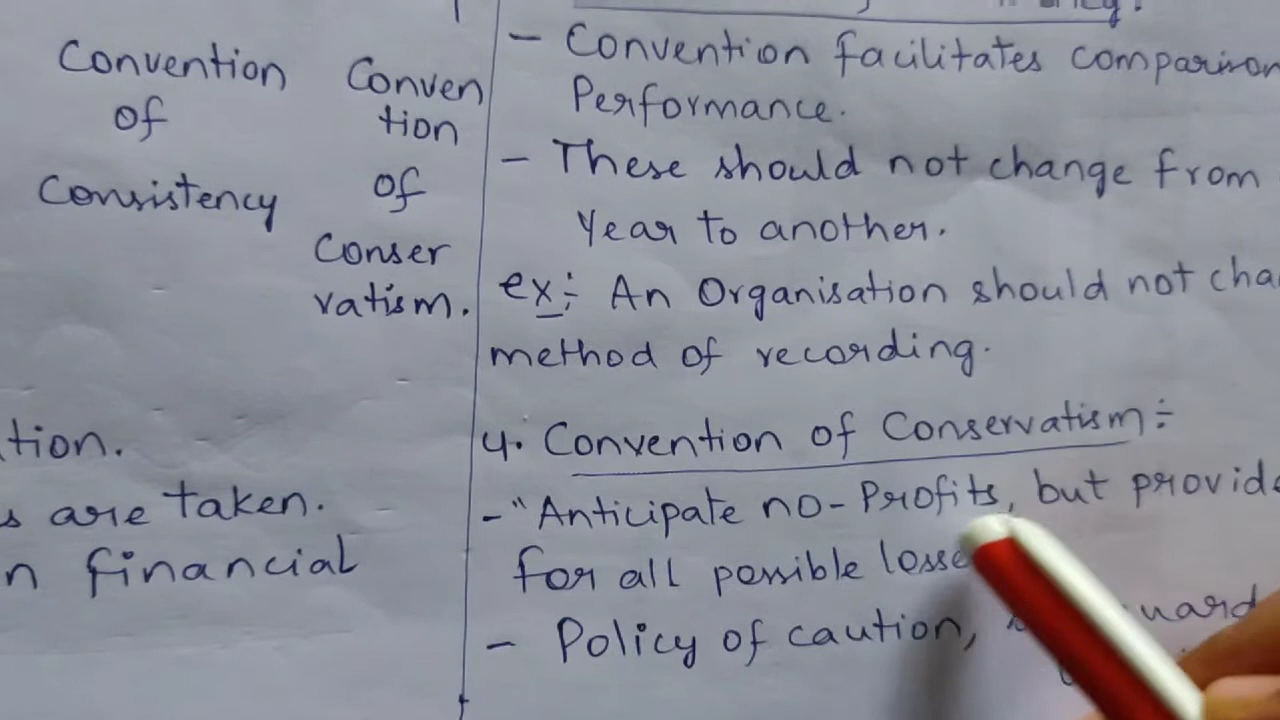 Convention
of
Consistency
Conven
tion
of
Conser
vatism.
tion.
s are taken.
n financial
- Convention facilitates comparison
Performance.
- These should not change from
Year to another.
ex:- An Organisation should not cha
method of recording.
4. Convention of Conservatism:-
- "Anticipate no-Profits, but provide
for all possible losse
- Policy of caution,